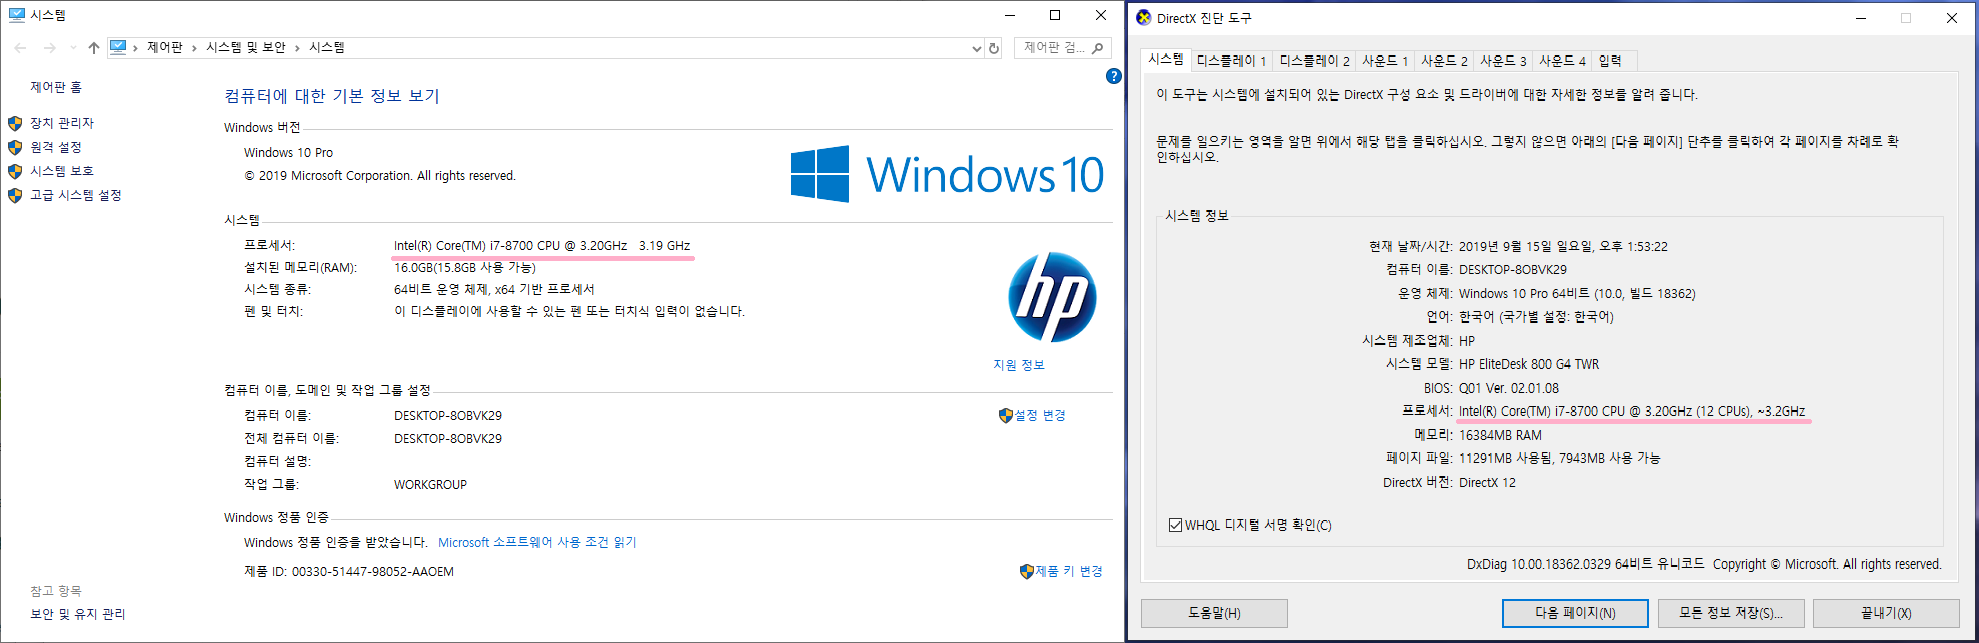 시스템
제어판 › 시스템 및 보안 › 시스템
제어판 검...
제어판 홈
장치 관리자
원격 설정
시스템 보호
고급 시스템 설정
참고 항목
보안 및 유지 관리
컴퓨터에 대한 기본 정보 보기
Windows 버전
Windows 10 Pro
© 2019 Microsoft Corporation. All rights reserved.
Windows 10
시스템
프로세서: Intel(R) Core(TM) i7-8700 CPU @ 3.20GHz 3.19 GHz
설치된 메모리(RAM): 16.0GB(15.8GB 사용 가능)
시스템 종류: 64비트 운영 체제, x64 기반 프로세서
펜 및 터치: 이 디스플레이에 사용할 수 있는 펜 또는 터치식 입력이 없습니다.
hp
지원 정보
컴퓨터 이름, 도메인 및 작업 그룹 설정
컴퓨터 이름: DESKTOP-8OBVK29
설정 변경
전체 컴퓨터 이름: DESKTOP-8OBVK29
컴퓨터 설명:
작업 그룹: WORKGROUP
Windows 정품 인증
Windows 정품 인증을 받았습니다. Microsoft 소프트웨어 사용 조건 읽기
제품 ID: 00330-51447-98052-AAOEM
제품 키 변경
DirectX 진단 도구
시스템 디스플레이 1 디스플레이 2 사운드 1 사운드 2 사운드 3 사운드 4 입력
이 도구는 시스템에 설치되어 있는 DirectX 구성 요소 및 드라이버에 대한 자세한 정보를 알려 줍니다.
문제를 일으키는 영역을 알면 위에서 해당 탭을 클릭하십시오. 그렇지 않으면 아래의 [다음 페이지] 단추를 클릭하여 각 페이지를 차례로 확
인하십시오.
시스템 정보
현재 날짜/시간: 2019년 9월 15일 일요일, 오후 1:53:22
컴퓨터 이름: DESKTOP-8OBVK29
운영 체제: Windows 10 Pro 64비트 (10.0, 빌드 18362)
언어: 한국어 (국가별 설정: 한국어)
시스템 제조업체: HP
시스템 모델: HP EliteDesk 800 G4 TWR
BIOS: Q01 Ver. 02.01.08
프로세서: Intel(R) Core(TM) i7-8700 CPU @ 3.20GHz (12 CPUs), ~3.2GHz
메모리: 16384MB RAM
페이지 파일: 11291MB 사용됨, 7943MB 사용 가능
DirectX 버전: DirectX 12
WHQL 디지털 서명 확인(C)
DxDiag 10.00.18362.0329 64비트 유니코드 Copyright © Microsoft. All rights reserved.
도움말(H) 다음 페이지(N) 모든 정보 저장(S)... 끝내기(X)